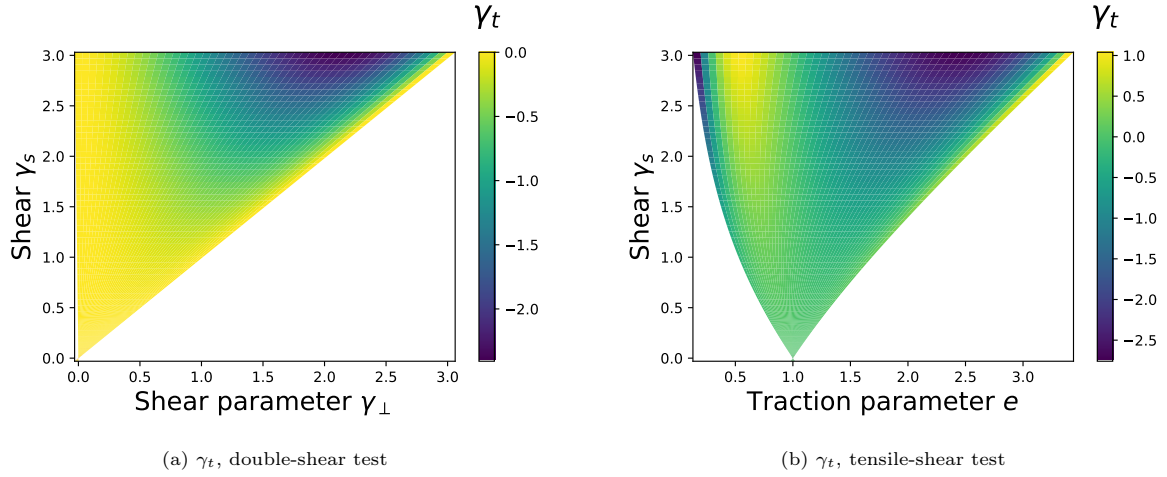 γt
3.0
2.5
2.0
1.5
1.0
0.5
0.0
Shear γs
0.0 0.5 1.0 1.5 2.0 2.5 3.0
Shear parameter γ⊥
0.0
−0.5
−1.0
−1.5
−2.0
(a) γt, double-shear test
γt
3.0
2.5
2.0
1.5
1.0
0.5
0.0
Shear γs
0.5 1.0 1.5 2.0 2.5 3.0
Traction parameter e
1.0
0.5
0.0
−0.5
−1.0
−1.5
−2.0
−2.5
(b) γt, tensile-shear test